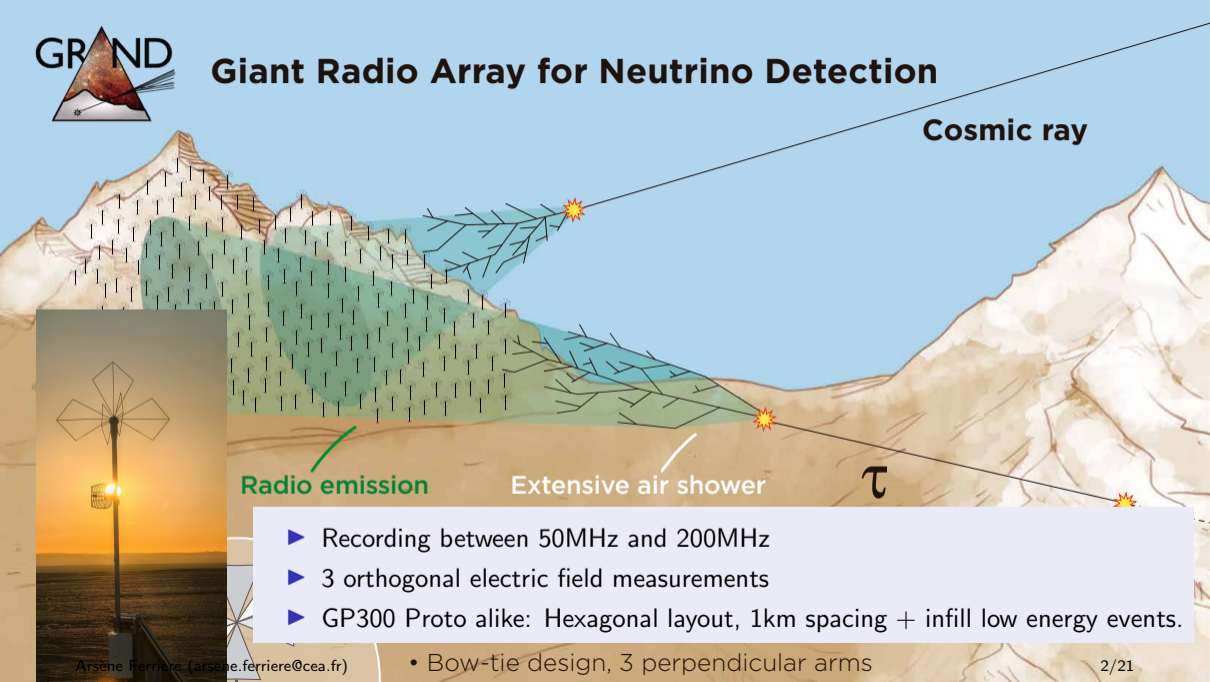 GRAND
Giant Radio Array for Neutrino Detection
Cosmic ray
Radio emission
Extensive air shower
τ
▶ Recording between 50MHz and 200MHz
▶ 3 orthogonal electric field measurements
▶ GP300 Proto alike: Hexagonal layout, 1km spacing + infill low energy events.
• Bow-tie design, 3 perpendicular arms
Arsène Ferrière (arsene.ferriere@cea.fr)
2/21